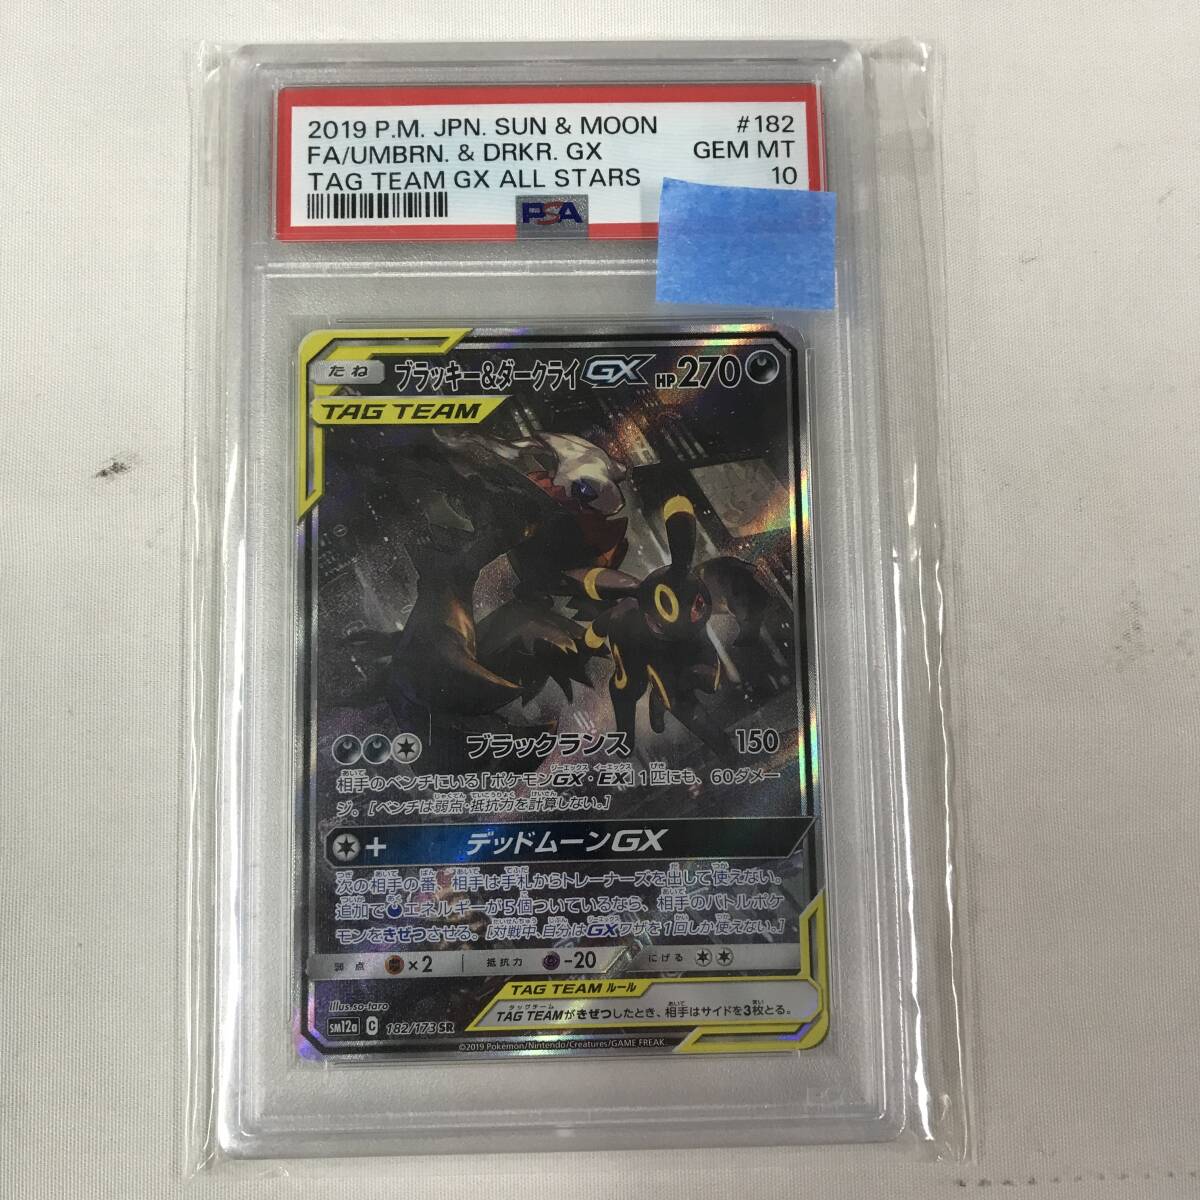 2019 P.M. JPN. SUN & MOON #182
FA/UMBRN. & DRKR. GX GEM MT
TAG TEAM GX ALL STARS 10
PSA
たね ブラッキー&ダークライGX HP270
TAG TEAM
ブラックランス 150
相手のベンチにいる「ポケモンGX・EX」1匹にも、60ダメー
ジ。[ベンチは弱点・抵抗力を計算しない。]
+ デッドムーンGX
次の相手の番、相手は手札からトレーナーズを出して使えない。
追加でエネルギーが5個ついているなら、相手のバトルポケ
モンをきぜつさせる。[対戦中、自分はGXワザを1回しか使えない。]
弱点 ×2 抵抗力 -20 にげる
TAG TEAM ルール
TAG TEAMがきぜつしたとき、相手はサイドを3枚とる。
Illus. so-taro
sm12a C 182/173 SR
©2019 Pokémon/Nintendo/Creatures/GAME FREAK.